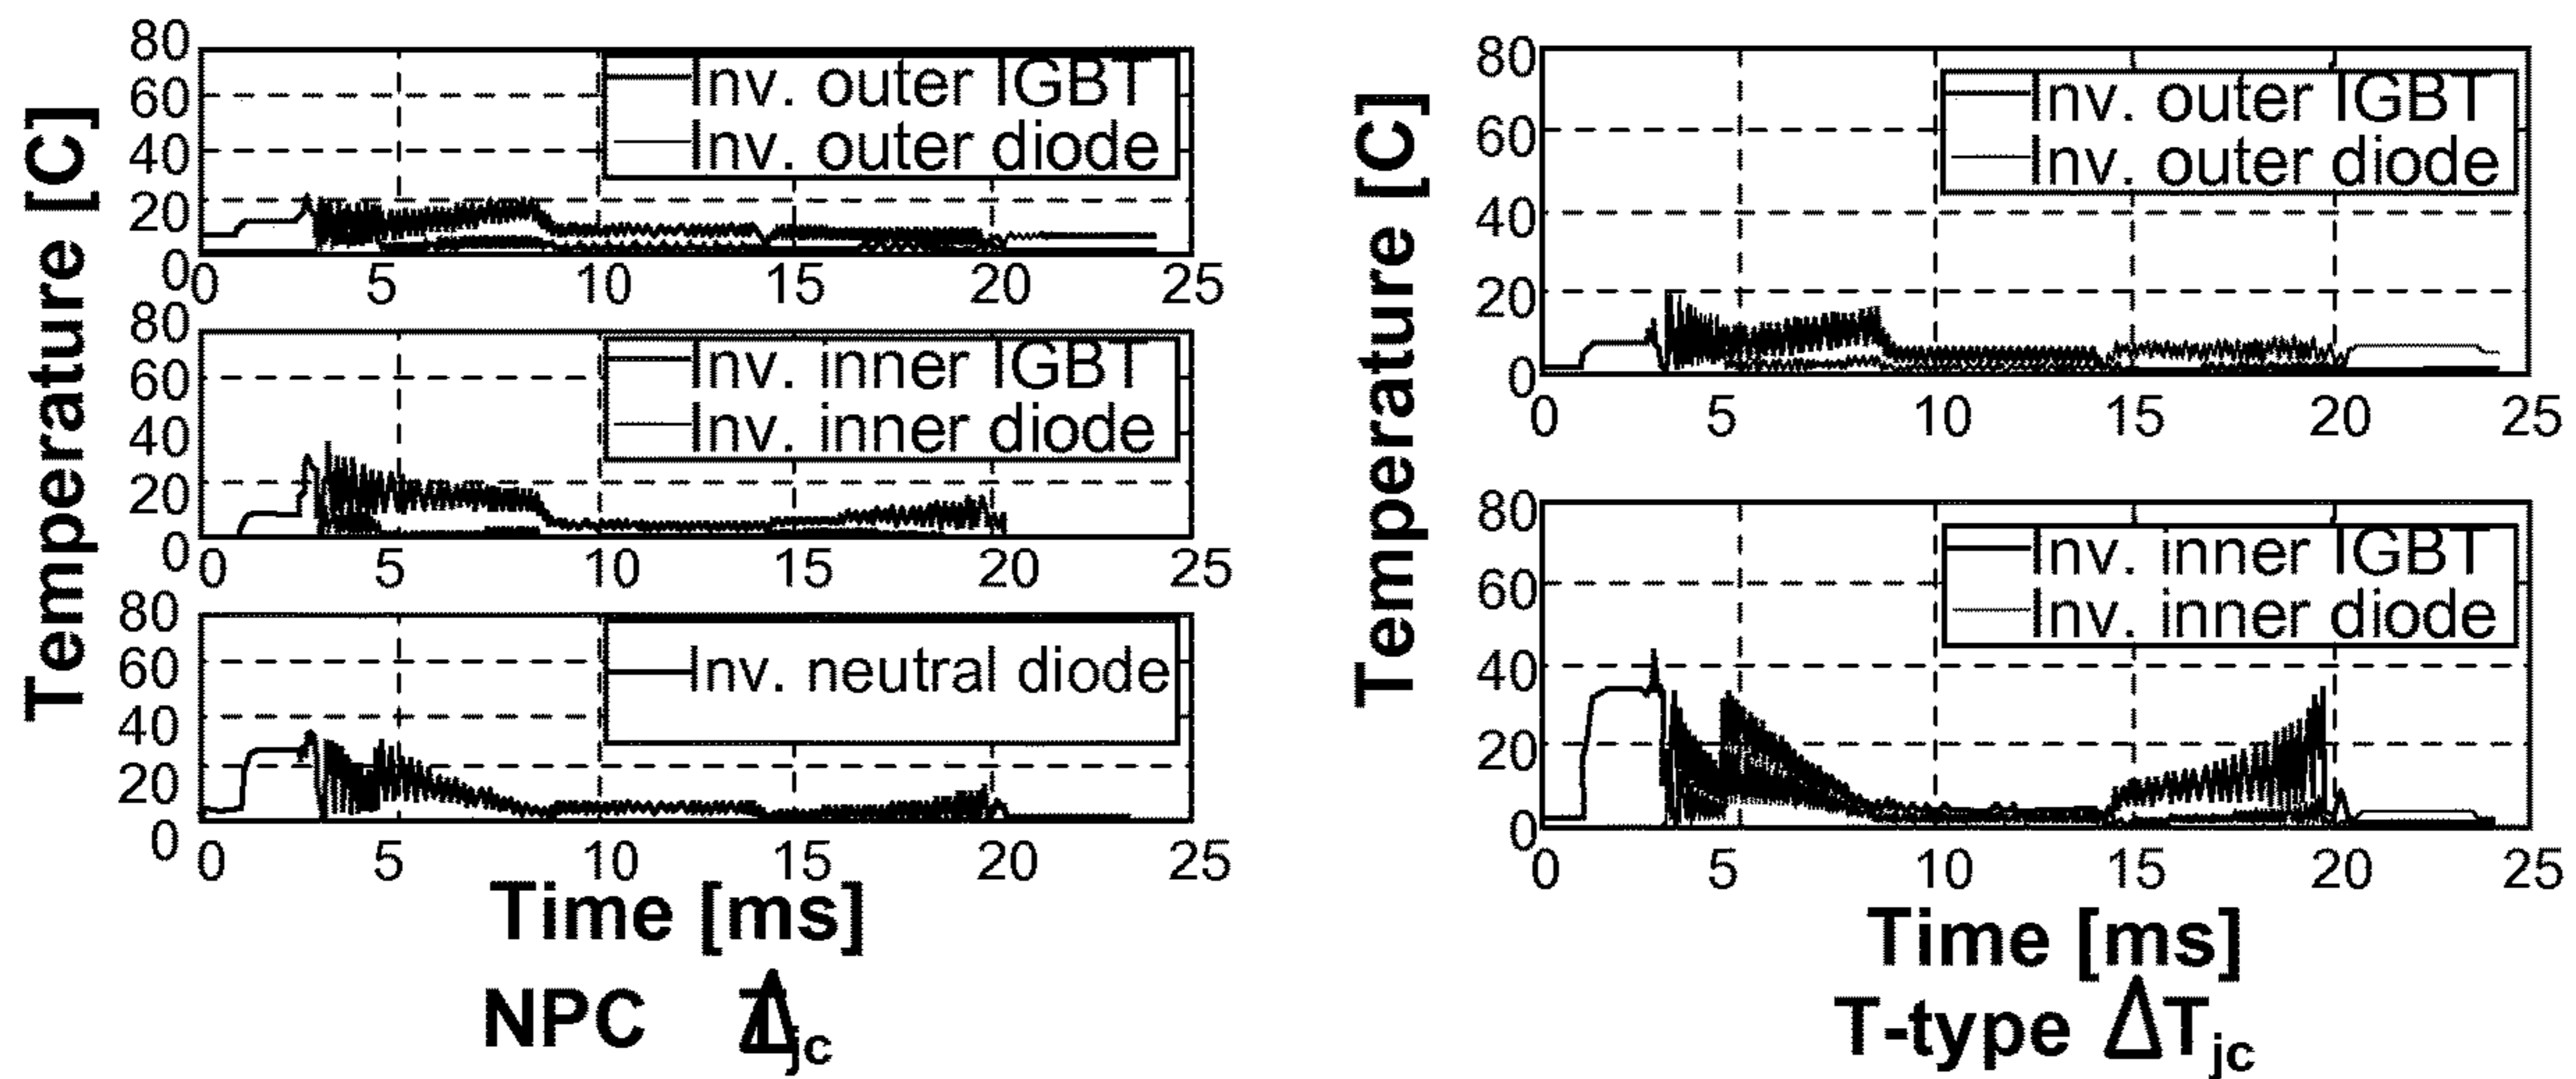 Temperature [C]
80
60
40
20
0
Inv. outer IGBT
Inv. outer diode
0 5 10 15 20 25
80
60
40
20
0
Inv. inner IGBT
Inv. inner diode
0 5 10 15 20 25
80
60
40
20
0
Inv. neutral diode
0 5 10 15 20 25
Time [ms]
NPC ΔTjc
Temperature [C]
80
60
40
20
0
Inv. outer IGBT
Inv. outer diode
0 5 10 15 20 25
80
60
40
20
0
Inv. inner IGBT
Inv. inner diode
0 5 10 15 20 25
Time [ms]
T-type ΔTjc